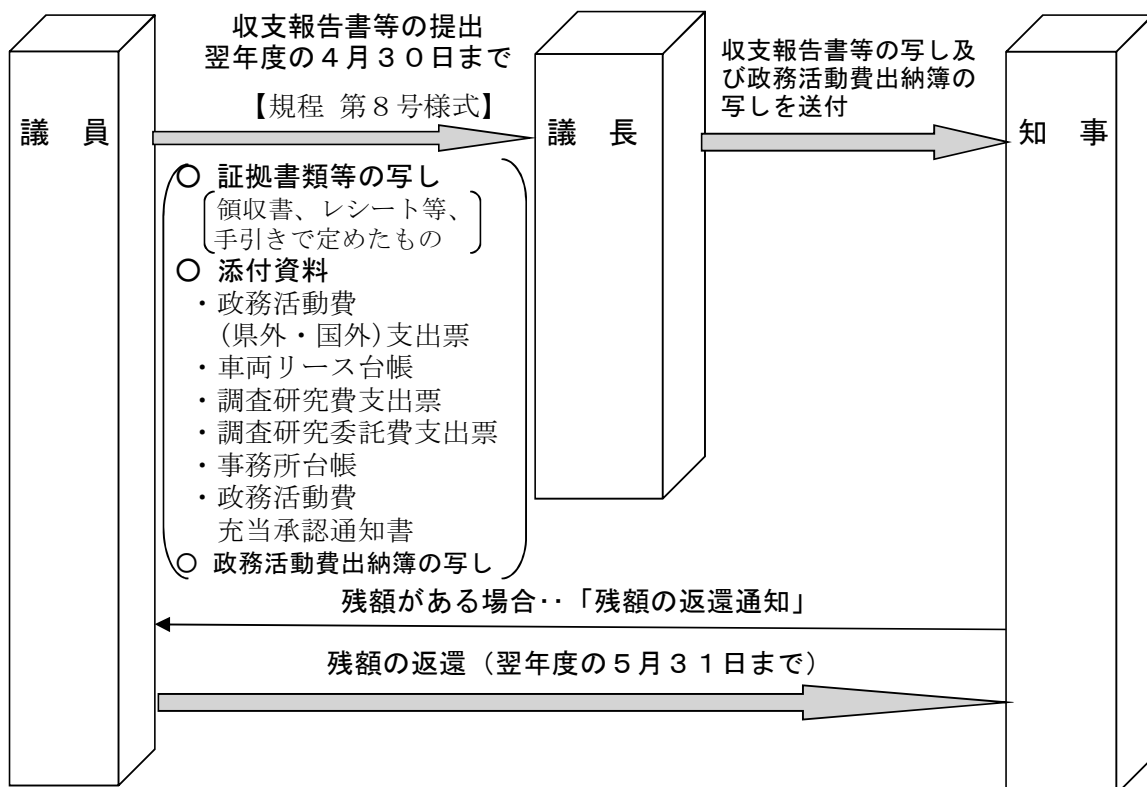 収支報告書等の提出
翌年度の４月３０日まで
【規程 第８号様式】
収支報告書等の写し及
び政務活動費出納簿の
写しを送付
議　員
議　長
知　事
○ 証拠書類等の写し
領収書、レシート等、
手引きで定めたもの
○ 添付資料
・政務活動費
(県外・国外)支出票
・車両リース台帳
・調査研究費支出票
・調査研究委託費支出票
・事務所台帳
・政務活動費
充当承認通知書
○ 政務活動費出納簿の写し
残額がある場合‥「残額の返還通知」
残額の返還（翌年度の５月３１日まで）